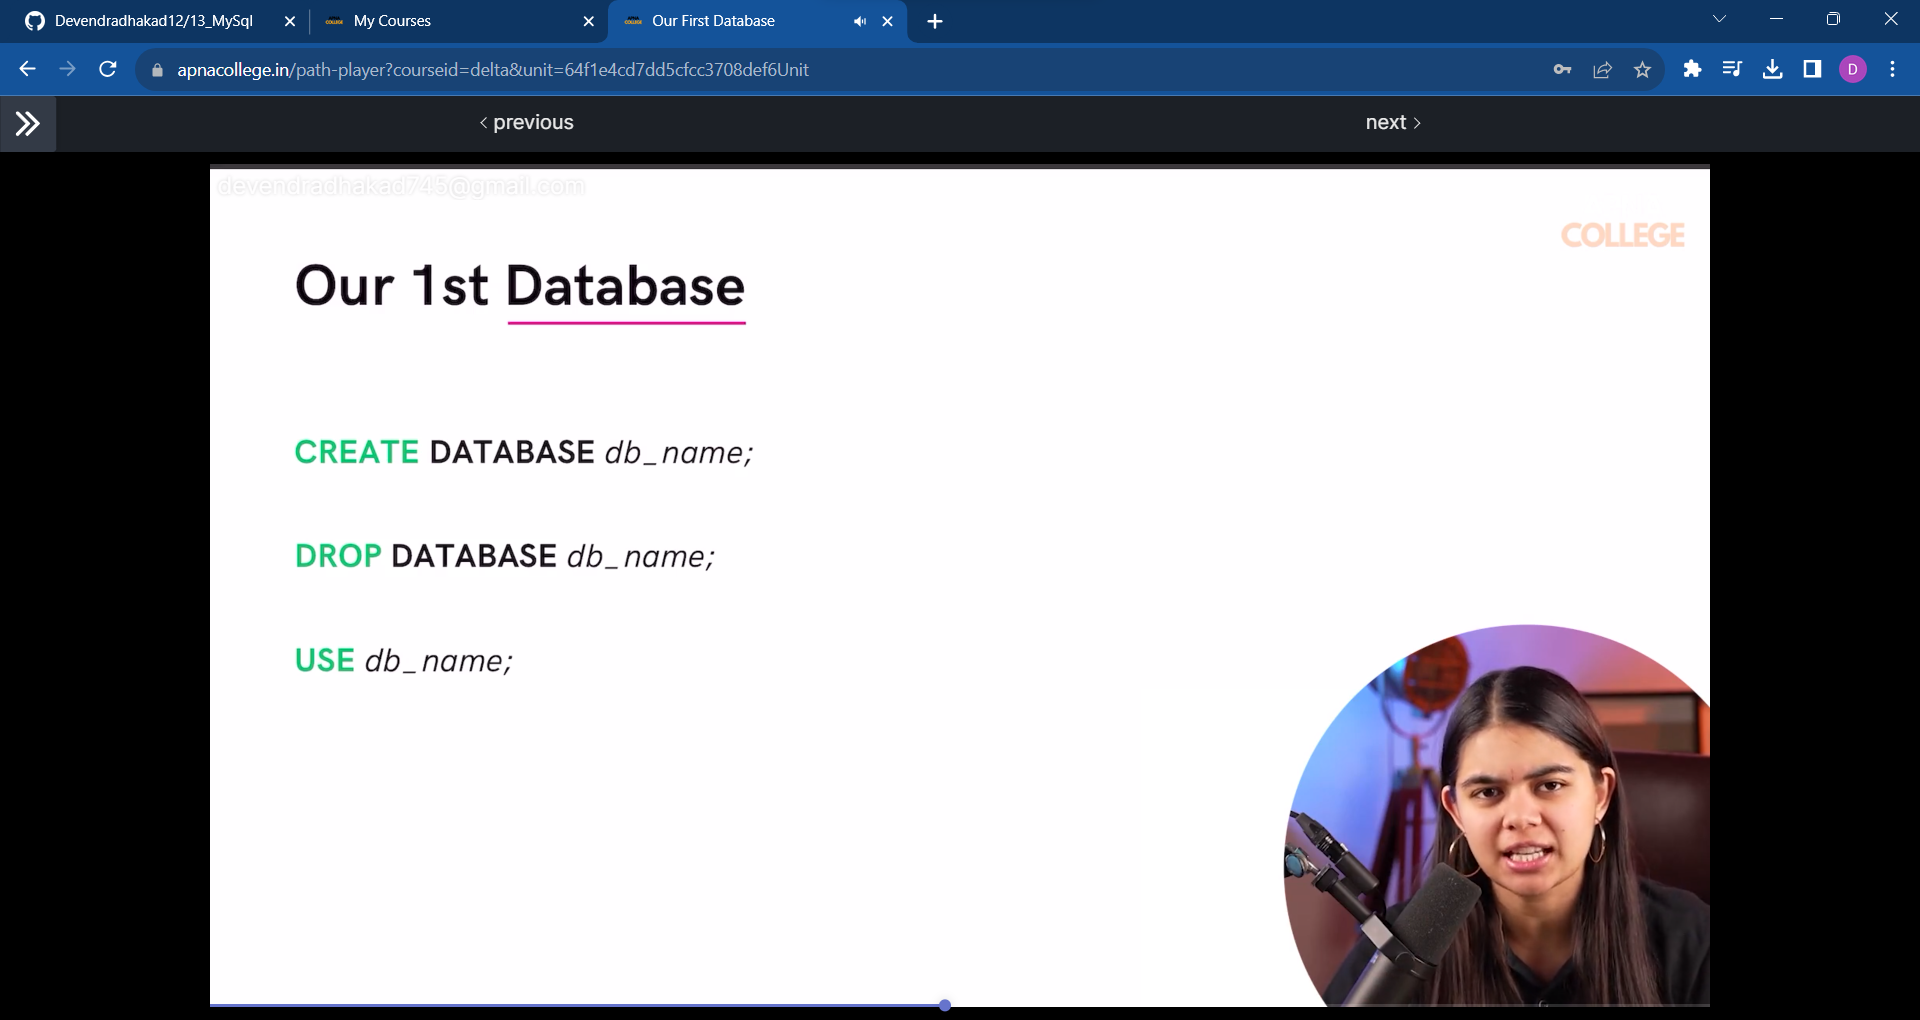 Devendradhakad12/13_MySql
My Courses
Our First Database
apnacollege.in/path-player?courseid=delta&unit=64f1e4cd7dd5cfcc3708def6Unit
D
‹ previous
next ›
devendradhakad745@gmail.com
COLLEGE
Our 1st Database
CREATE DATABASE db_name;
DROP DATABASE db_name;
USE db_name;